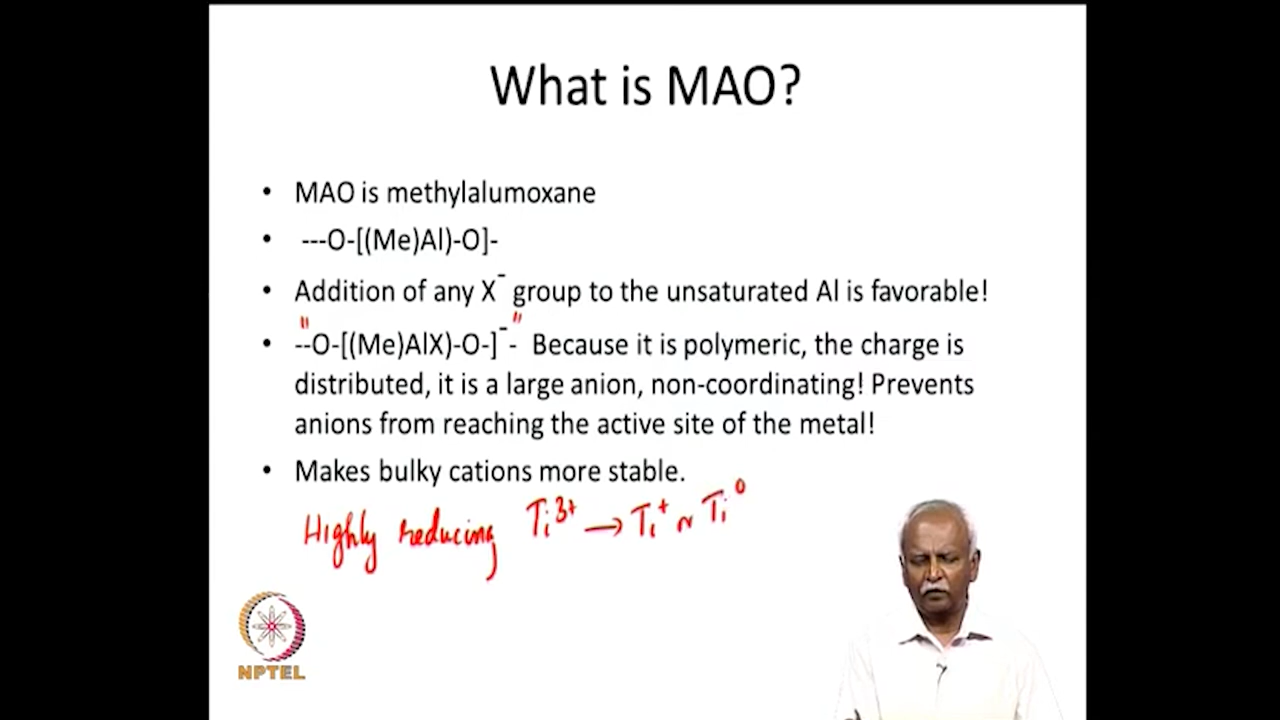 What is MAO?
• MAO is methylalumoxane
• ---O-[(Me)Al)-O]-
• Addition of any X⁻ group to the unsaturated Al is favorable!
• --O-[(Me)AlX)-O-]⁻- Because it is polymeric, the charge is
distributed, it is a large anion, non-coordinating! Prevents
anions from reaching the active site of the metal!
• Makes bulky cations more stable.
Highly reducing Ti³⁺ → Ti⁺ ~ Ti⁰
NPTEL